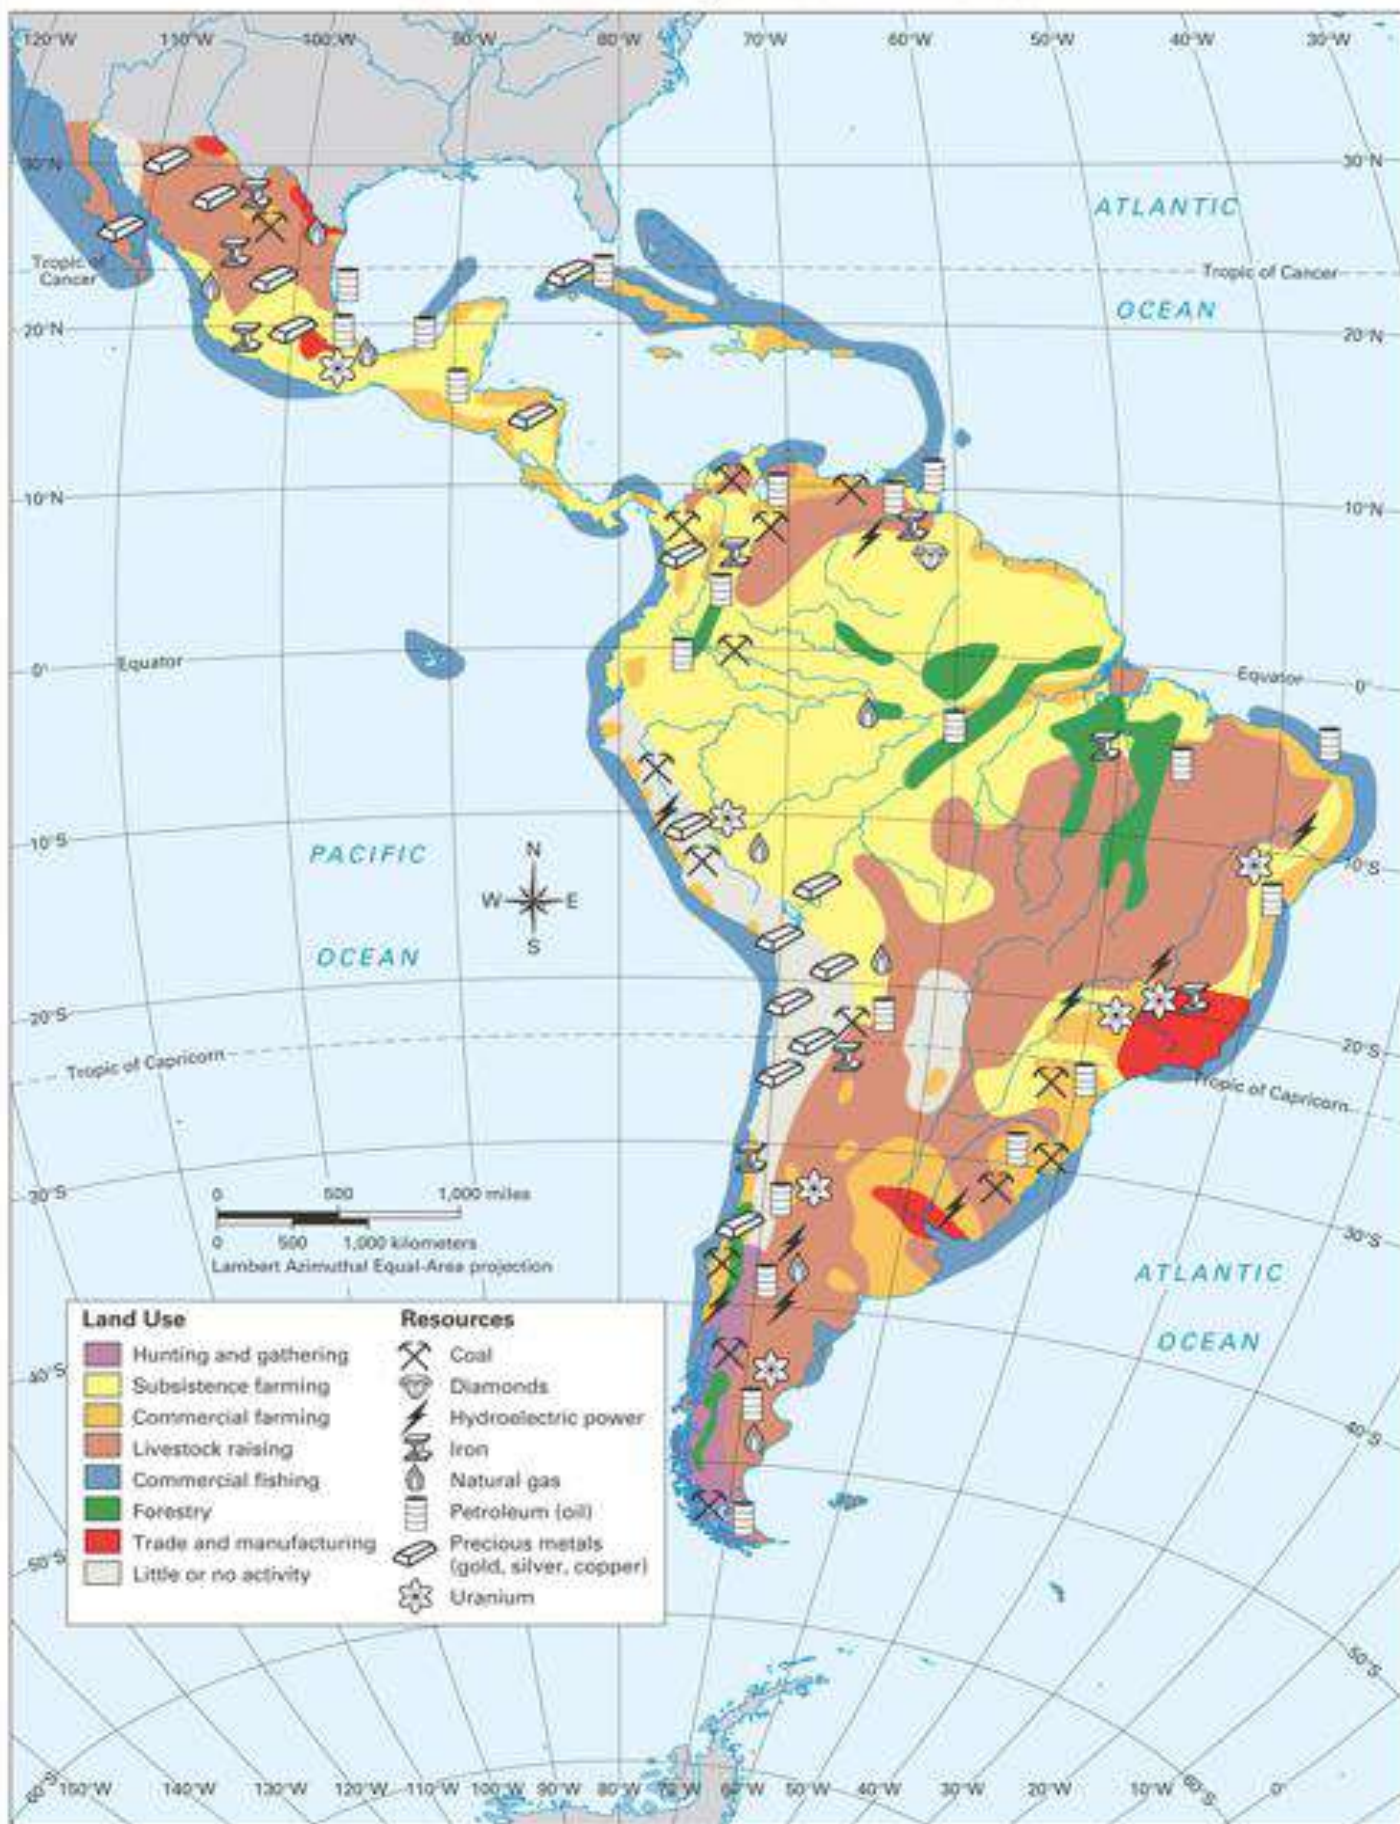 120°W 110°W 100°W 90°W 80°W 70°W 60°W 50°W 40°W 30°W
30°N 30°N
ATLANTIC
OCEAN
Tropic of
Cancer
Tropic of Cancer
20°N 20°N
10°N 10°N
Equator
0°
Equator
0°
PACIFIC
OCEAN
N
W E
S
10°S 10°S
20°S 20°S
Tropic of Capricorn
Tropic of Capricorn
30°S 30°S
0 500 1,000 miles
0 500 1,000 kilometers
Lambert Azimuthal Equal-Area projection
ATLANTIC
OCEAN
Land Use
Hunting and gathering
Subsistence farming
Commercial farming
Livestock raising
Commercial fishing
Forestry
Trade and manufacturing
Little or no activity
Resources
Coal
Diamonds
Hydroelectric power
Iron
Natural gas
Petroleum (oil)
Precious metals
(gold, silver, copper)
Uranium
40°S 40°S
50°S 50°S
60°S 150°W 140°W 130°W 120°W 110°W 100°W 90°W 80°W 70°W 60°W 50°W 40°W 30°W 20°W 10°W 60°S 0°